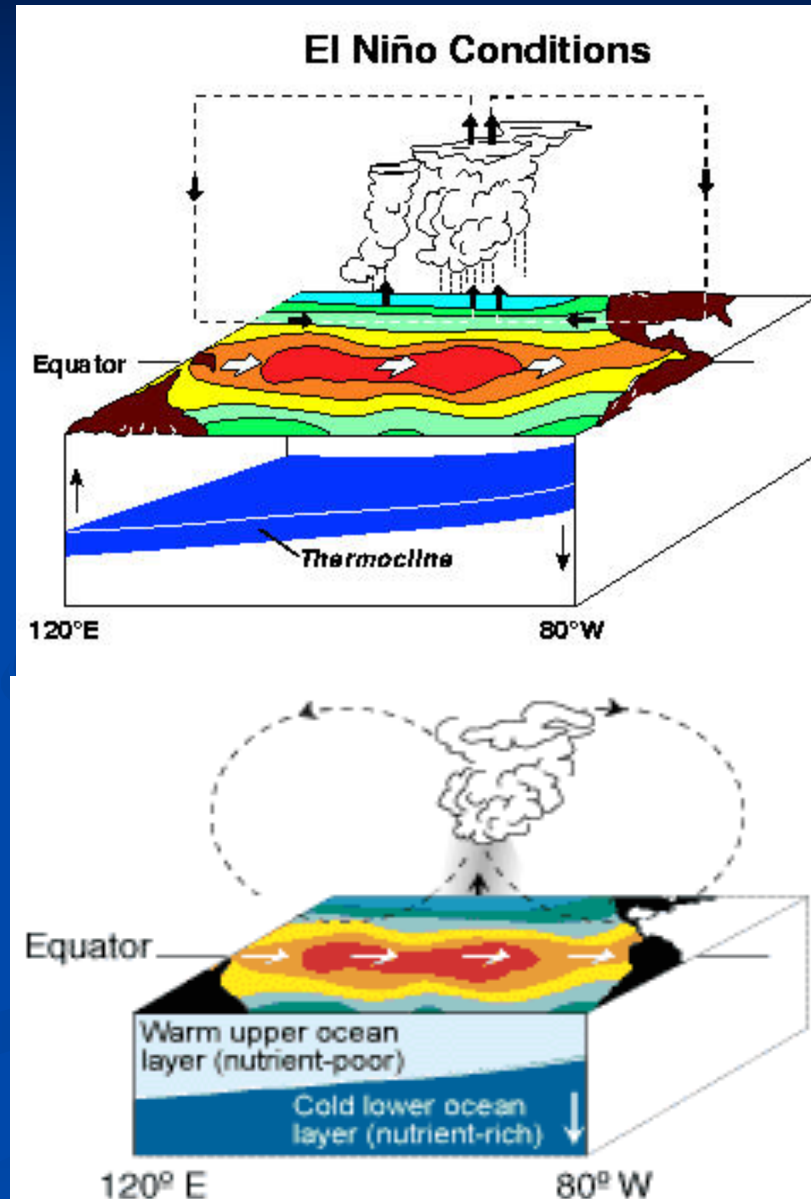 El Niño Conditions
Equator
Thermocline
120°E
80°W
Equator
Warm upper ocean
layer (nutrient-poor)
Cold lower ocean
layer (nutrient-rich)
120º E
80º W